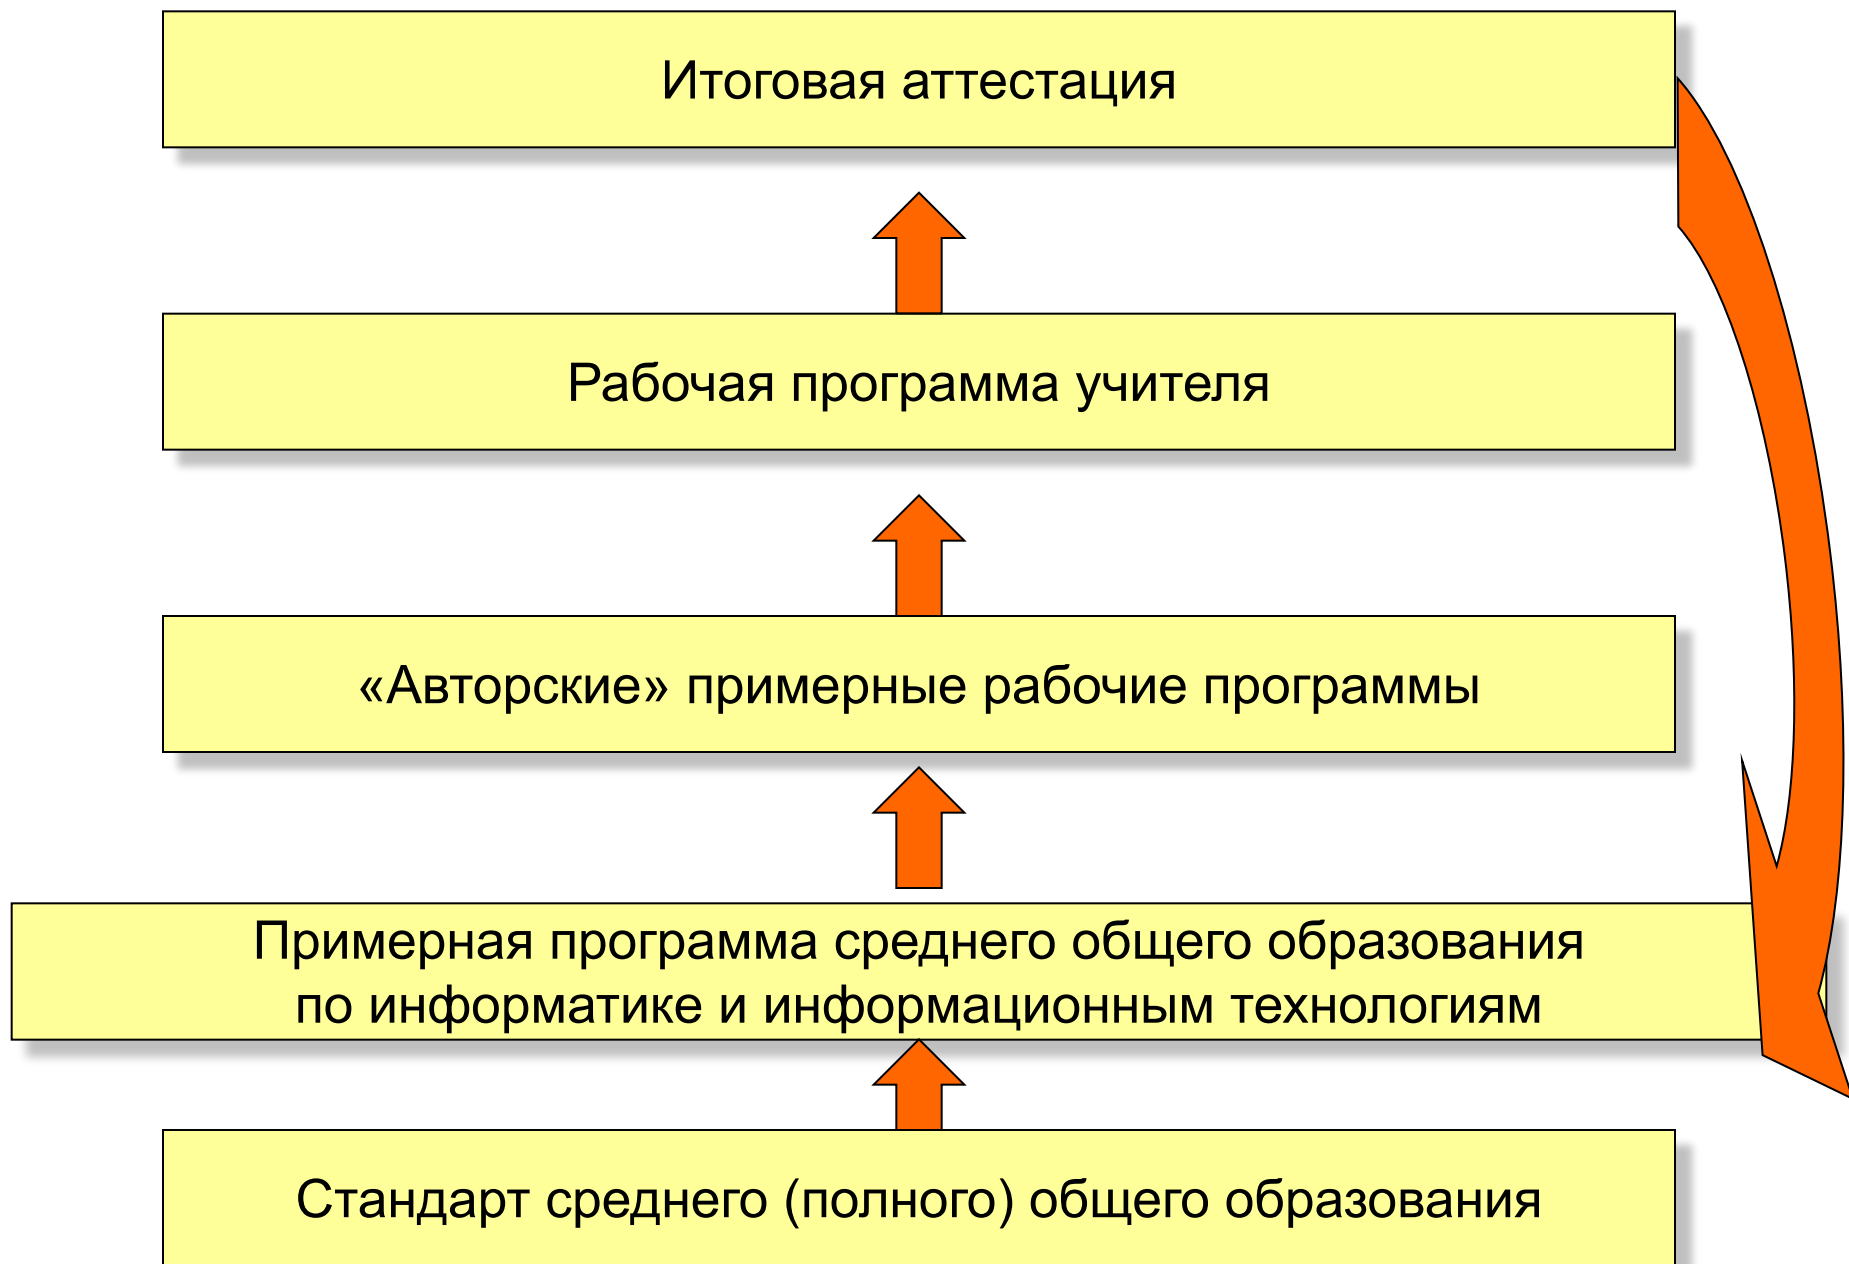 Итоговая аттестация
Рабочая программа учителя
«Авторские» примерные рабочие программы
Примерная программа среднего общего образования
по информатике и информационным технологиям
Стандарт среднего (полного) общего образования